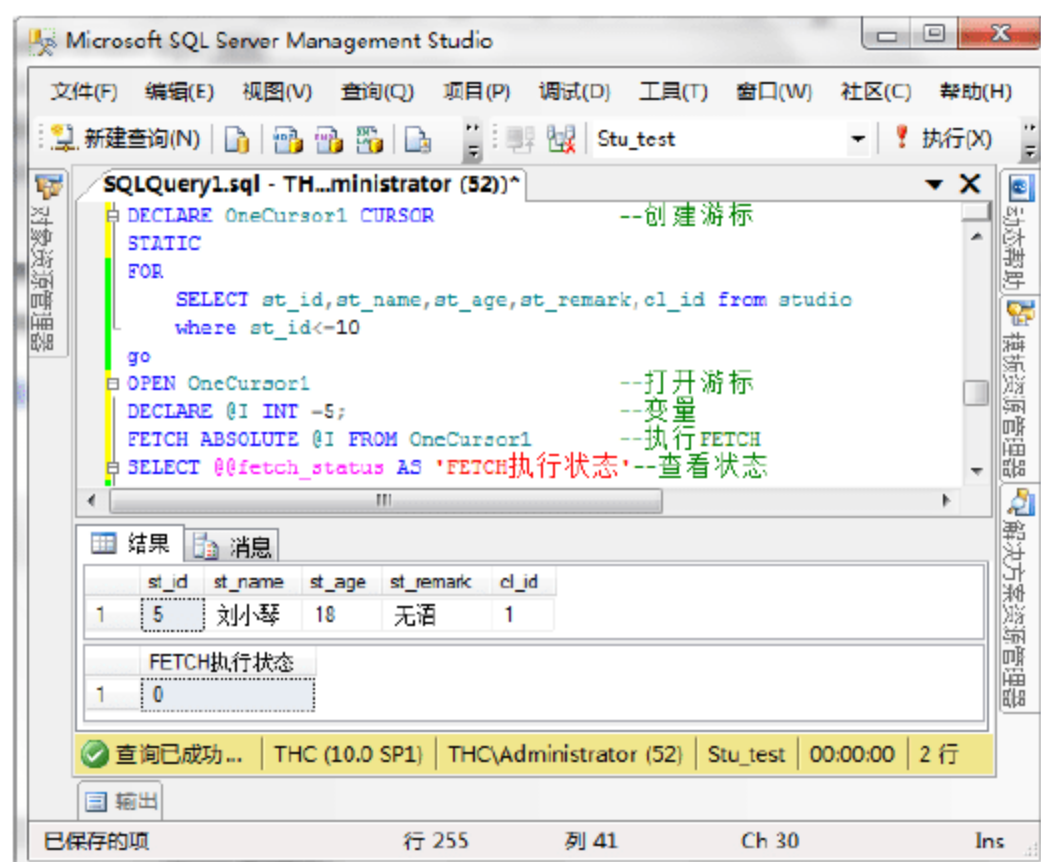 Microsoft SQL Server Management Studio
文件(F) 编辑(E) 视图(V) 查询(Q) 项目(P) 调试(D) 工具(T) 窗口(W) 社区(C) 帮助(H)
新建查询(N) Stu_test 执行(X)
SQLQuery1.sql - TH...ministrator (52))*
对象资源管理器
DECLARE OneCursor1 CURSOR --创建游标
STATIC
FOR
SELECT st_id,st_name,st_age,st_remark,cl_id from studio
where st_id<=10
go
OPEN OneCursor1 --打开游标
DECLARE @I INT =5; --变量
FETCH ABSOLUTE @I FROM OneCursor1 --执行FETCH
SELECT @@fetch_status AS 'FETCH执行状态'--查看状态
动态帮助
模板资源管理器
解决方案资源管理器
结果 消息
st_id st_name st_age st_remark cl_id
1 5 刘小琴 18 无语 1
FETCH执行状态
1 0
查询已成功... THC (10.0 SP1) THC\Administrator (52) Stu_test 00:00:00 2 行
输出
已保存的项 行 255 列 41 Ch 30 Ins